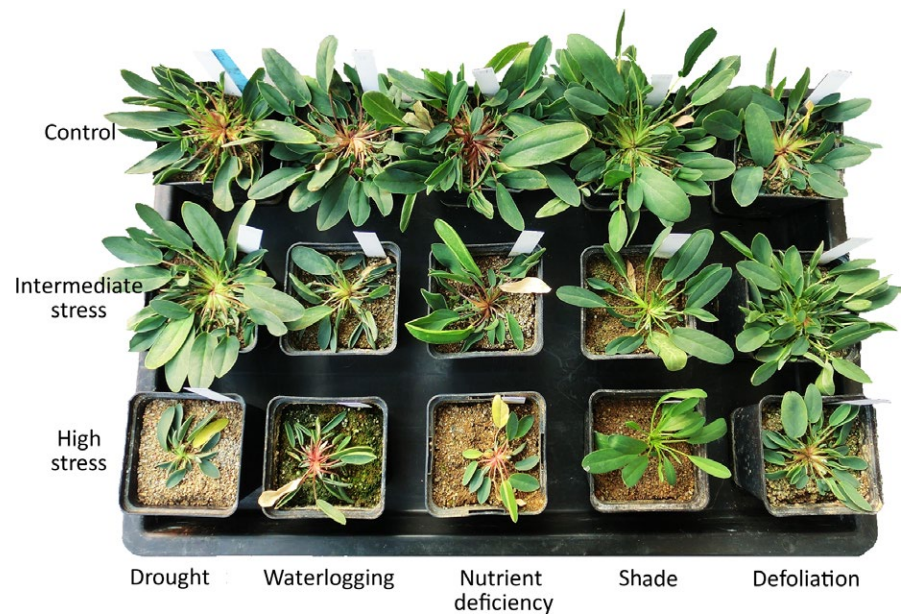 Control
Intermediate
stress
High
stress
Drought
Waterlogging
Nutrient
deficiency
Shade
Defoliation